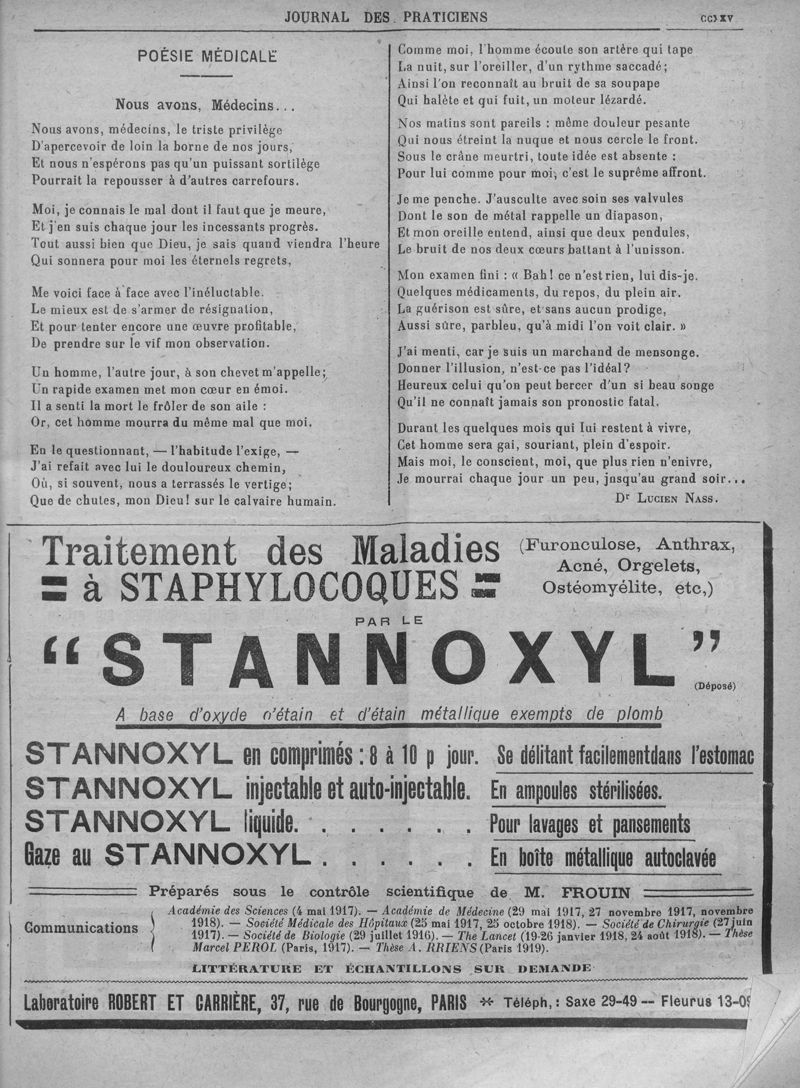 JOURNAL DES PRATICIENS
POÉSIE MÉDICALE
Nous avons, Médecins...
Nous avons, médecins, le triste privilège
D'apercevoir de loin la borne de nos jours,
Et nous n'espérons pas qu'un puissant sortilège
Pourrait la repousser à d'autres carrefours.
Moi, je connais le mal dont il faut que je meure,
Et j'en suis chaque jour les incessants progrès.
Tout aussi bien que Dieu, je sais quand viendra l'heure
Qui sonnera pour moi les éternels regrets.
Me voici face à face avec l'inéluctable.
Le mieux est de s'armer de résignation,
Et pour tenter encore une œuvre profitable,
De prendre sur le vif mon observation.
Un homme, l'autre jour, à son chevet m'appelle;
Un rapide examen met mon cœur en émoi.
Il a senti la mort le frôler de son aile :
Or, cet homme mourra du même mal que moi.
En le questionnant, — l'habitude l'exige, —
J'ai refait avec lui le douloureux chemin,
Où, si souvent, nous a terrassés le vertige;
Que de chutes, mon Dieu! sur le calvaire humain.
Comme moi, l'homme écoute son artère qui tape
La nuit, sur l'oreiller, d'un rythme saccadé;
Ainsi l'on reconnaît au bruit de sa soupape
Qui halète et qui fuit, un moteur lézardé.
Nos matins sont pareils : même douleur pesante
Qui nous étreint la nuque et nous cercle le front.
Sous le crâne meurtri, toute idée est absente :
Pour lui comme pour moi, c'est le suprême affront.
Je me penche. J'ausculte avec soin ses valvules
Dont le son de métal rappelle un diapason,
Et mon oreille entend, ainsi que deux pendules,
Le bruit de nos deux cœurs battant à l'unisson.
Mon examen fini : « Bah! ce n'est rien, lui dis-je.
Quelques médicaments, du repos, du plein air.
La guérison est sûre, et sans aucun prodige,
Aussi sûre, parbleu, qu'à midi l'on voit clair. »
J'ai menti, car je suis un marchand de mensonge.
Donner l'illusion, n'est-ce pas l'idéal?
Heureux celui qu'on peut bercer d'un si beau songe
Qu'il ne connaît jamais son pronostic fatal.
Durant les quelques mois qui lui restent à vivre,
Cet homme sera gai, souriant, plein d'espoir.
Mais moi, le conscient, moi, que plus rien n'enivre,
Je mourrai chaque jour un peu, jusqu'au grand soir...
Dr LUCIEN NASS.
Traitement des Maladies
à STAPHYLOCOQUES
(Furonculose, Anthrax,
Acné, Orgelets,
Ostéomyélite, etc,)
PAR LE
“STANNOXYL”
(Déposé)
A base d'oxyde d'étain et d'étain métallique exempts de plomb
STANNOXYL en comprimés : 8 à 10 p jour. Se délitant facilementdans l'estomac
STANNOXYL injectable et auto-injectable. En ampoules stérilisées.
STANNOXYL liquide. . . . . . . Pour lavages et pansements
Gaze au STANNOXYL . . . . . En boîte métallique autoclavée
Préparés sous le contrôle scientifique de M. FROUIN
Communications
Académie des Sciences (4 mai 1917). — Académie de Médecine (29 mai 1917, 27 novembre 1917, novembre
1918). — Société Médicale des Hôpitaux (25 mai 1917, 25 octobre 1918). — Société de Chirurgie (27 juin
1917). — Société de Biologie (29 juillet 1916). — The Lancet (19-26 janvier 1918, 24 août 1918). — Thèse
Marcel PEROL (Paris, 1917). — Thèse A. RRIENS (Paris 1919).
LITTÉRATURE ET ÉCHANTILLONS SUR DEMANDE
Laboratoire ROBERT ET CARRIÈRE, 37, rue de Bourgogne, PARIS Téléph, : Saxe 29-49 — Fleurus 13-09